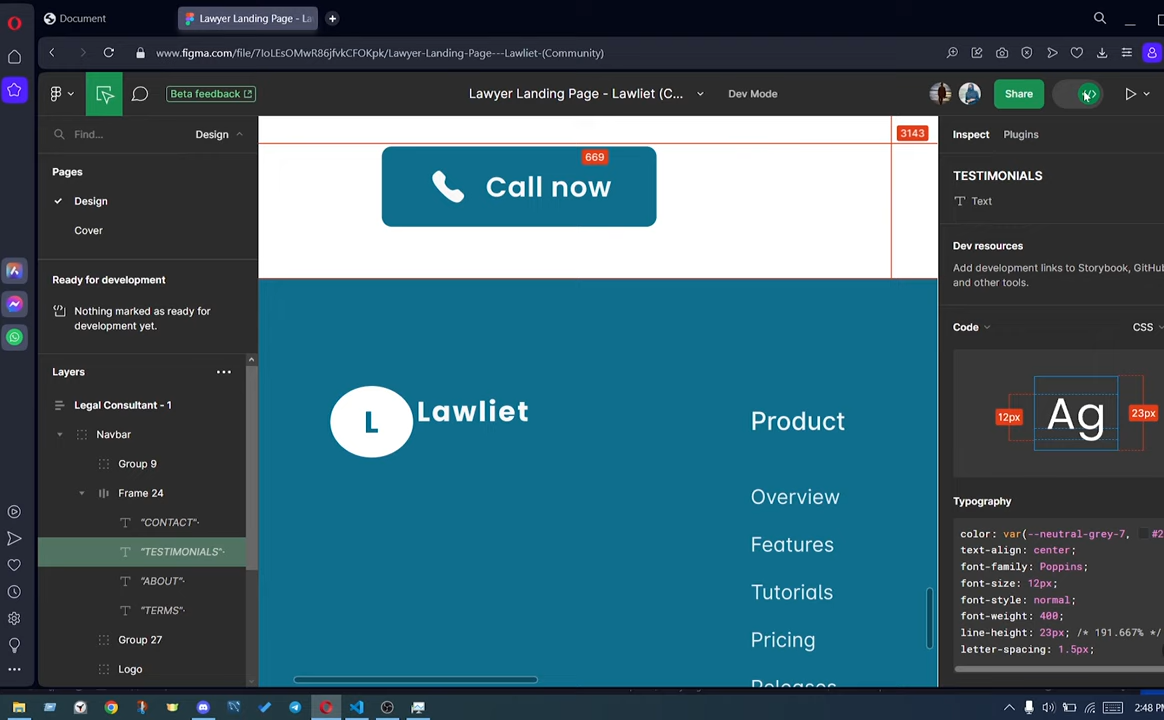 Document
Lawyer Landing Page - La
www.figma.com/file/7IoLEsOMwR86jfvkCFOKpk/Lawyer-Landing-Page---Lawliet-(Community)
Beta feedback
Lawyer Landing Page - Lawliet (C...
Dev Mode
Share
Find...
Design
Pages
Design
Cover
Ready for development
Nothing marked as ready for
development yet.
Layers
Legal Consultant - 1
Navbar
Group 9
Frame 24
"CONTACT"·
"TESTIMONIALS"·
"ABOUT"·
"TERMS"·
Group 27
Logo
3143
669
Call now
L
Lawliet
Product
Overview
Features
Tutorials
Pricing
Releases
Inspect
Plugins
TESTIMONIALS
Text
Dev resources
Add development links to Storybook, GitHu
and other tools.
Code
CSS
12px
Ag
23px
Typography
color: var(--neutral-grey-7, #2
text-align: center;
font-family: Poppins;
font-size: 12px;
font-style: normal;
font-weight: 400;
line-height: 23px; /* 191.667% */
letter-spacing: 1.5px;
2:48 PM